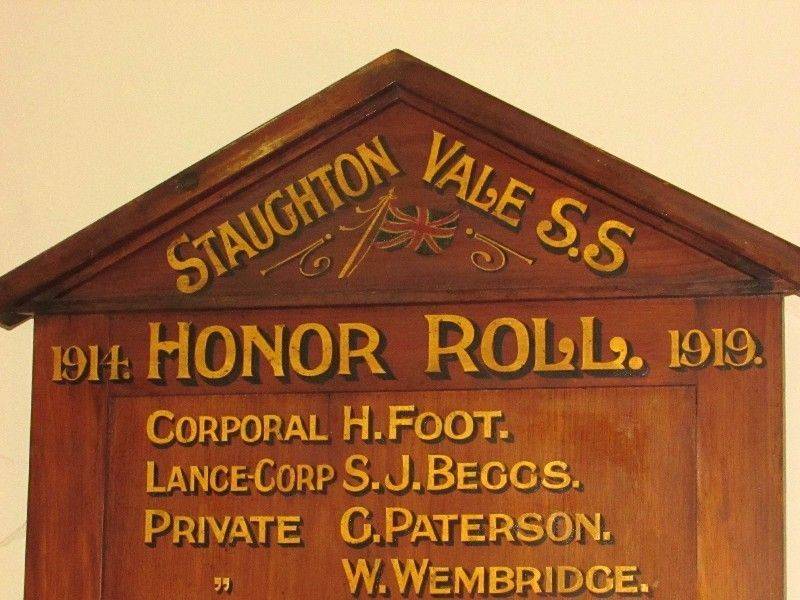 STAUGHTON VALE S.S
1914. HONOR ROLL. 1919.
CORPORAL H. FOOT.
LANCE-CORP S. J. BEGGS.
PRIVATE G. PATERSON.
" W. WEMBRIDGE.